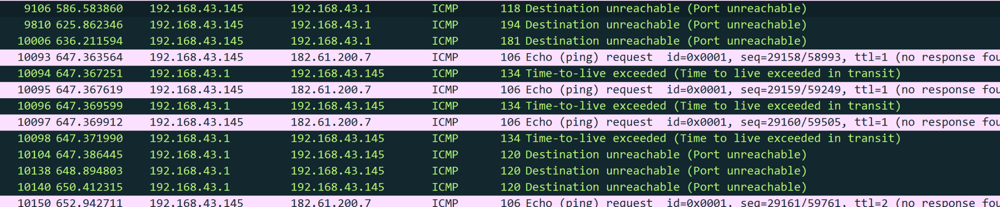 9106 586.583860 192.168.43.145 192.168.43.1 ICMP 118 Destination unreachable (Port unreachable)
9810 625.862346 192.168.43.145 192.168.43.1 ICMP 194 Destination unreachable (Port unreachable)
10006 636.211594 192.168.43.145 192.168.43.1 ICMP 181 Destination unreachable (Port unreachable)
10093 647.363564 192.168.43.145 182.61.200.7 ICMP 106 Echo (ping) request id=0x0001, seq=29158/58993, ttl=1 (no response fou
10094 647.367251 192.168.43.1 192.168.43.145 ICMP 134 Time-to-live exceeded (Time to live exceeded in transit)
10095 647.367619 192.168.43.145 182.61.200.7 ICMP 106 Echo (ping) request id=0x0001, seq=29159/59249, ttl=1 (no response fou
10096 647.369599 192.168.43.1 192.168.43.145 ICMP 134 Time-to-live exceeded (Time to live exceeded in transit)
10097 647.369912 192.168.43.145 182.61.200.7 ICMP 106 Echo (ping) request id=0x0001, seq=29160/59505, ttl=1 (no response fou
10098 647.371990 192.168.43.1 192.168.43.145 ICMP 134 Time-to-live exceeded (Time to live exceeded in transit)
10104 647.386445 192.168.43.1 192.168.43.145 ICMP 120 Destination unreachable (Port unreachable)
10138 648.894803 192.168.43.1 192.168.43.145 ICMP 120 Destination unreachable (Port unreachable)
10140 650.412315 192.168.43.1 192.168.43.145 ICMP 120 Destination unreachable (Port unreachable)
10150 652.942711 192.168.43.145 182.61.200.7 ICMP 106 Echo (ping) request id=0x0001, seq=29161/59761, ttl=2 (no response fou